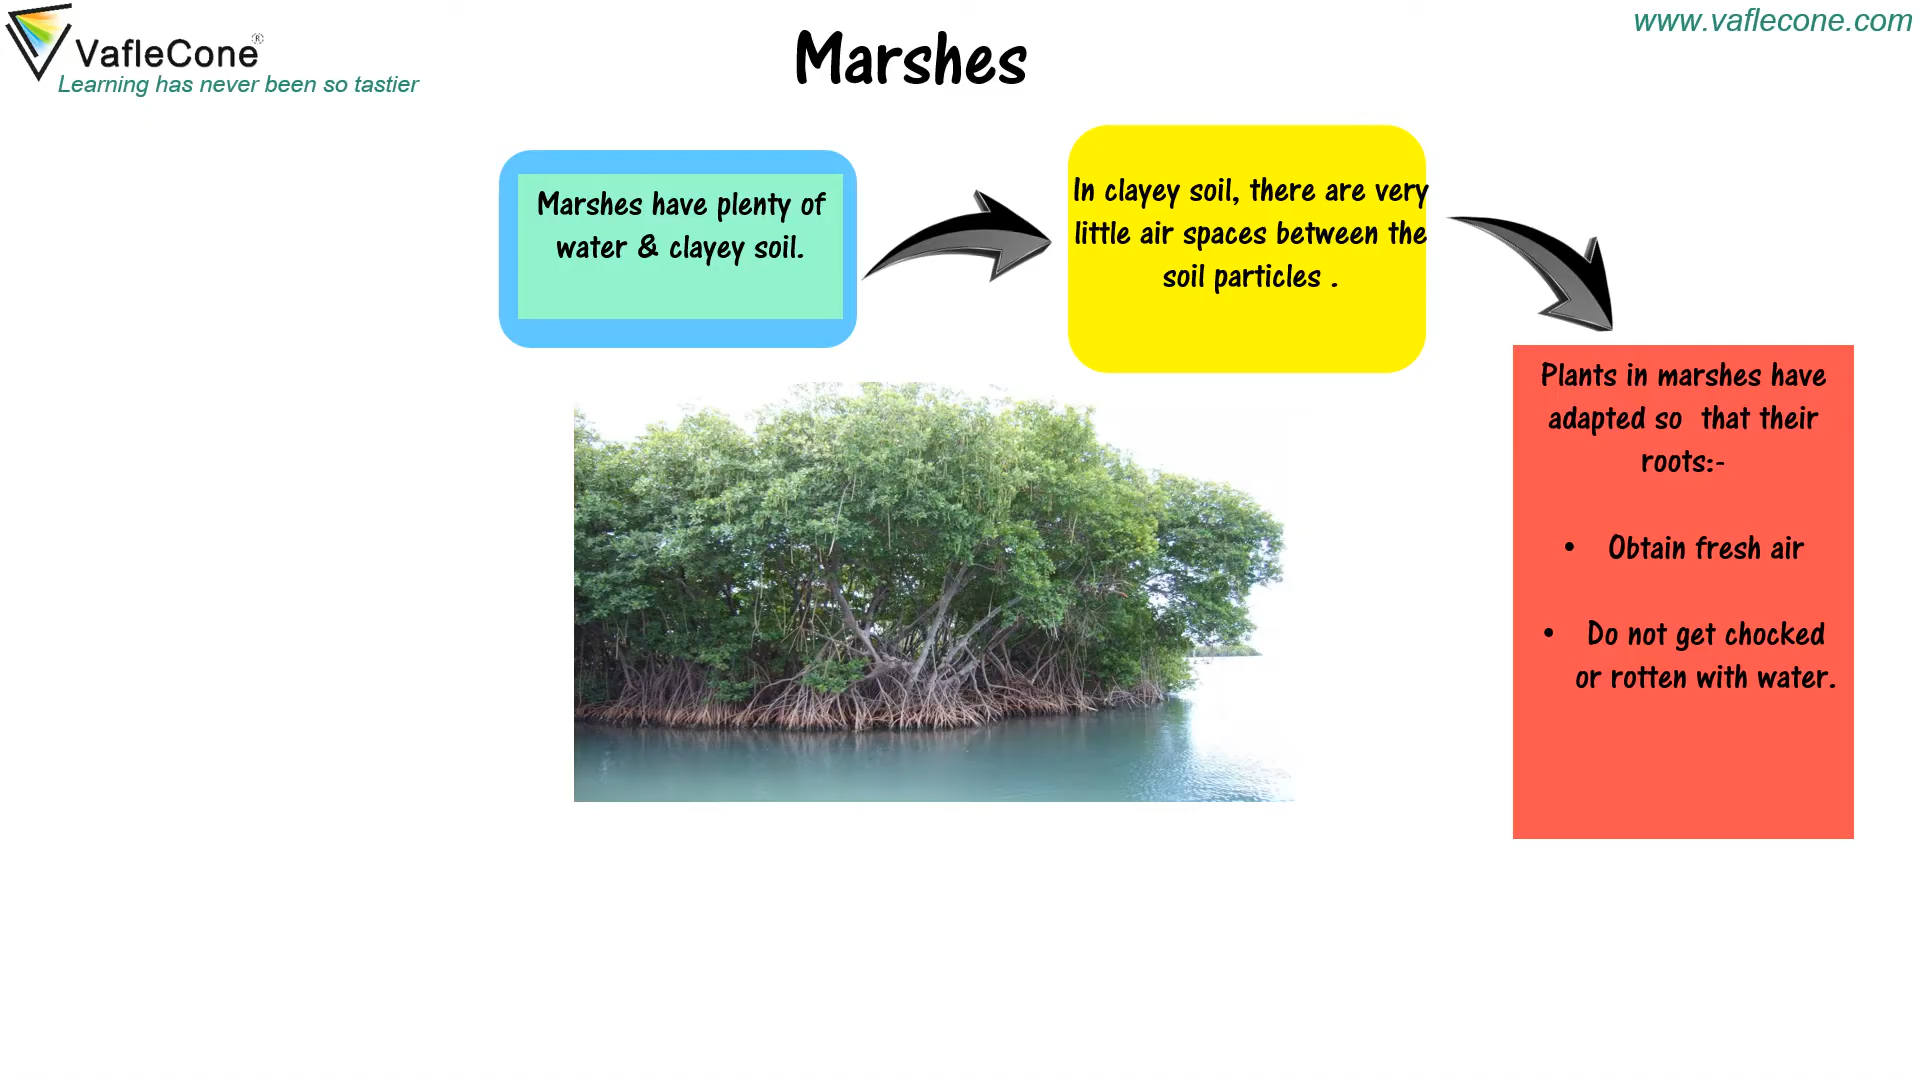 VafleCone®
Learning has never been so tastier
www.vaflecone.com
Marshes
Marshes have plenty of
water & clayey soil.
In clayey soil, there are very
little air spaces between the
soil particles .
Plants in marshes have
adapted so  that their
roots:-
• Obtain fresh air
• Do not get chocked
or rotten with water.